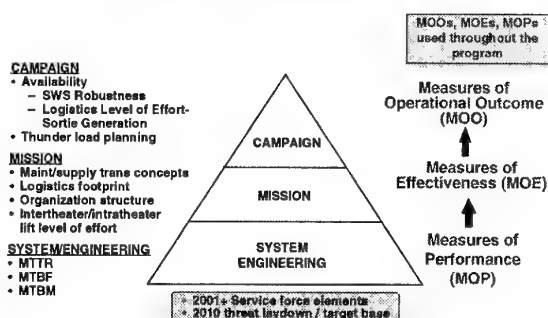 MOOs, MOEs, MOPs
used throughout the
program
CAMPAIGN
• Availability
– SWS Robustness
– Logistics Level of Effort-
Sortie Generation
• Thunder load planning
MISSION
• Maint/supply trans concepts
• Logistics footprint
• Organization structure
• Intertheater/intratheater
lift level of effort
SYSTEM/ENGINEERING
• MTTR
• MTBF
• MTBM
CAMPAIGN
MISSION
SYSTEM
ENGINEERING
Measures of
Operational Outcome
(MOO)
Measures of
Effectiveness (MOE)
Measures of
Performance
(MOP)
• 2001+ Service force elements
• 2010 threat laydown / target base